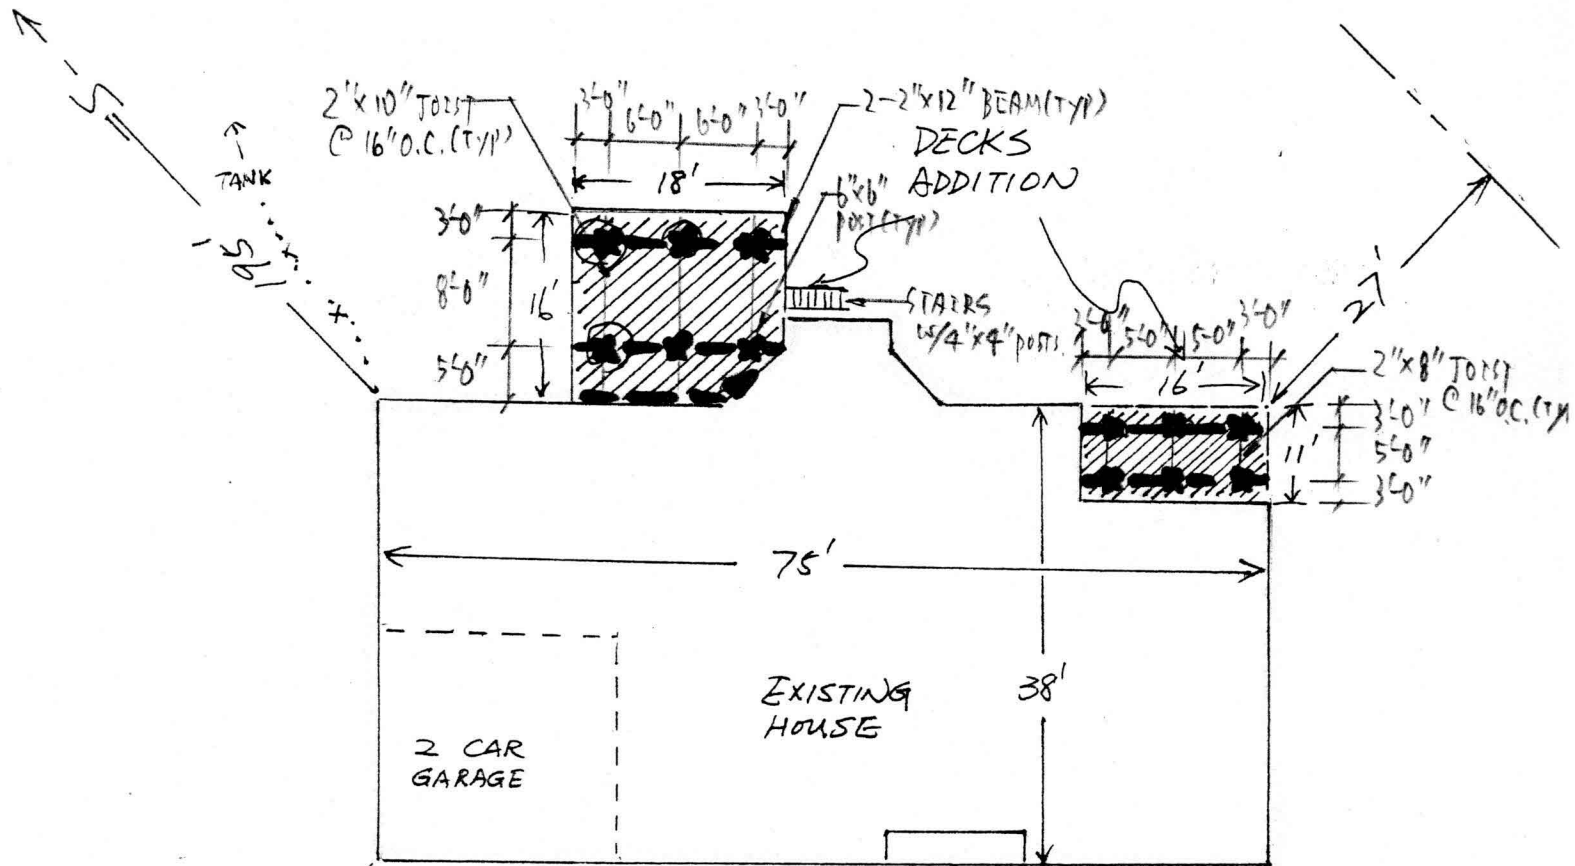 2"x10" JOIST
@ 16" O.C. (TYP)
3'-0"
6'-0"
6'-0"
3'-0"
2-2"x12" BEAM (TYP)
DECKS
ADDITION
18'
6"x6"
POST (TYP)
TANK
3'-0"
8'-0"
5'-0"
16'
STAIRS
W/4"x4" POSTS.
3'-0"
5'-0"
5'-0"
3'-0"
16'
27'
2"x8" JOIST
@ 16" O.C. (TY
3'-0"
5'-0"
3'-0"
11'
75'
38'
EXISTING
HOUSE
2 CAR
GARAGE